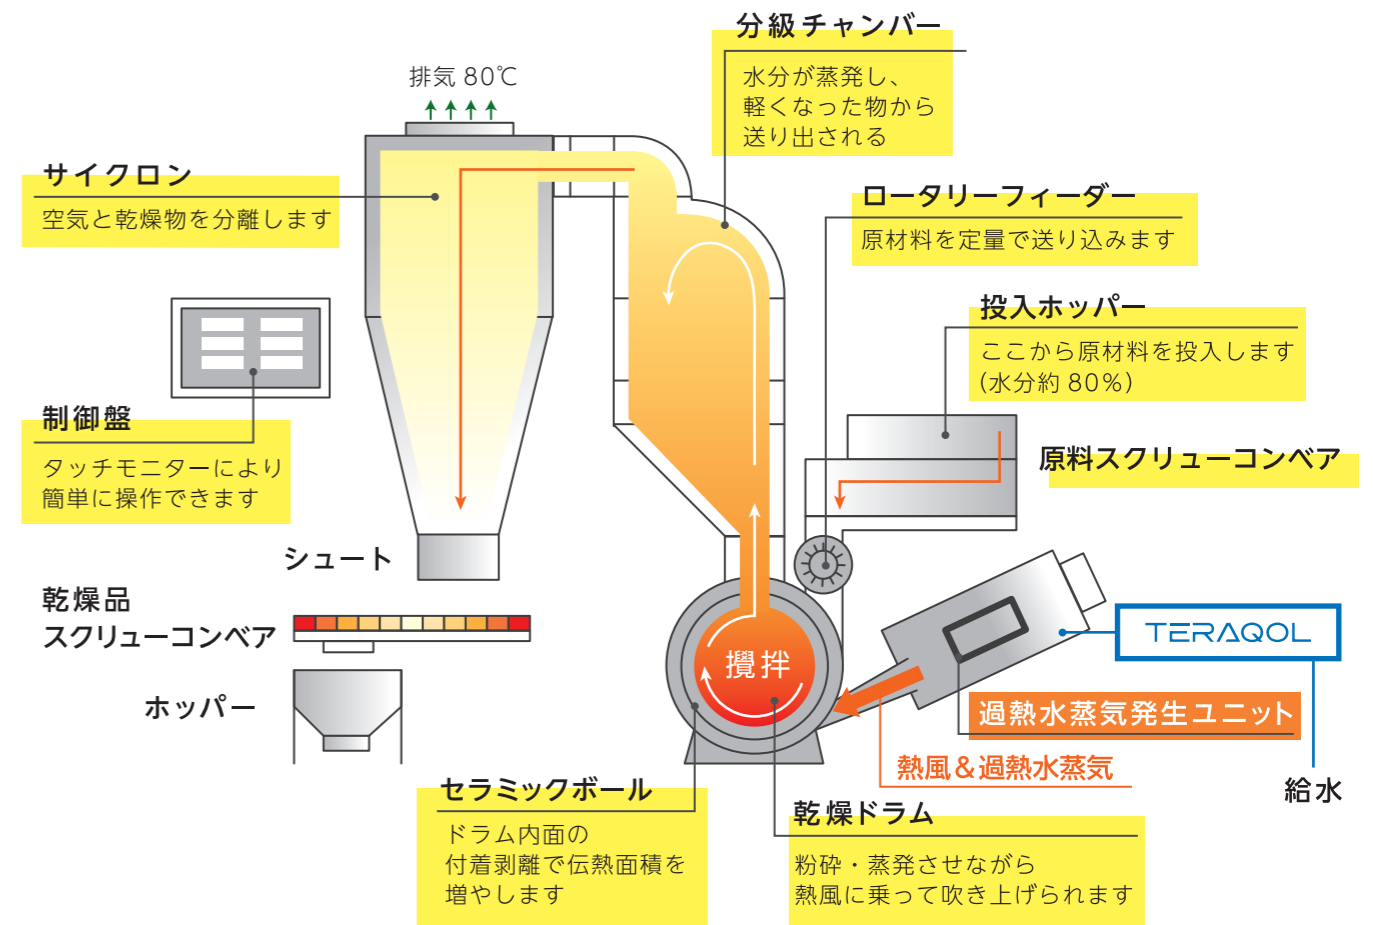 分級チャンバー
水分が蒸発し、
軽くなった物から
送り出される
排気 80℃
サイクロン
空気と乾燥物を分離します
ロータリーフィーダー
原材料を定量で送り込みます
投入ホッパー
ここから原材料を投入します
(水分約 80%)
制御盤
タッチモニターにより
簡単に操作できます
原料スクリューコンベア
シュート
乾燥品
スクリューコンベア
ホッパー
攪拌
TERAQOL
過熱水蒸気発生ユニット
熱風＆過熱水蒸気
給水
セラミックボール
ドラム内面の
付着剥離で伝熱面積を
増やします
乾燥ドラム
粉砕・蒸発させながら
熱風に乗って吹き上げられます